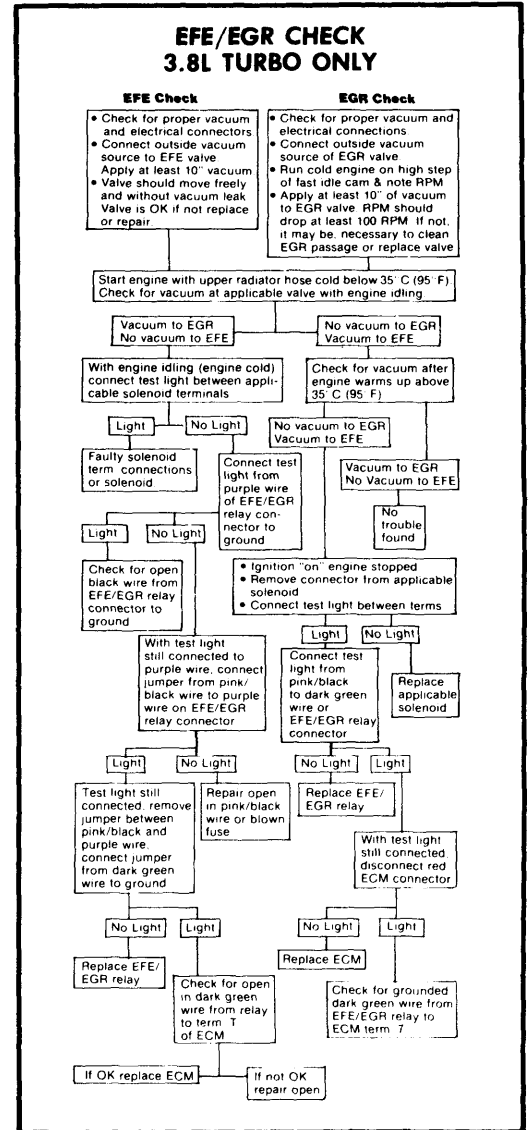 EFE/EGR CHECK
3.8L TURBO ONLY
EFE Check
• Check for proper vacuum
and electrical connectors
• Connect outside vacuum
source to EFE valve
Apply at least 10" vacuum
• Valve should move freely
and without vacuum leak
Valve is OK if not replace
or repair
EGR Check
• Check for proper vacuum and
electrical connections
• Connect outside vacuum
source of EGR valve
• Run cold engine on high step
of fast idle cam & note RPM
• Apply at least 10" of vacuum
to EGR valve. RPM should
drop at least 100 RPM If not,
it may be, necessary to clean
EGR passage or replace valve
Start engine with upper radiator hose cold below 35° C (95° F)
Check for vacuum at applicable valve with engine idling
Vacuum to EGR
No vacuum to EFE
No vacuum to EGR
Vacuum to EFE
With engine idling (engine cold)
connect test light between appli-
cable solenoid terminals
Check for vacuum after
engine warms up above
35° C (95° F)
Light
No Light
No vacuum to EGR
Vacuum to EFE
Faulty solenoid
term connections
or solenoid
Connect test
light from
purple wire
of EFE/EGR
relay con-
nector to
ground
Vacuum to EGR
No Vacuum to EFE
No
trouble
found
Light
No Light
Check for open
black wire from
EFE/EGR relay
connector to
ground
• Ignition "on" engine stopped
• Remove connector from applicable
solenoid
• Connect test light between terms
Light
No Light
With test light
still connected to
purple wire, connect
jumper from pink/
black wire to purple
wire on EFE/EGR
relay connector
Connect test
light from
pink/black
to dark green
wire or
EFE/EGR relay
connector
Replace
applicable
solenoid
Light
No Light
No Light
Light
Test light still
connected, remove
jumper between
pink/black and
purple wire,
connect jumper
from dark green
wire to ground
Repair open
in pink/black
wire or blown
fuse
Replace EFE/
EGR relay
With test light
still connected,
disconnect red
ECM connector
No Light
Light
No Light
Light
Replace EFE/
EGR relay
Check for open
in dark green
wire from relay
to term T
of ECM
Replace ECM
Check for grounded
dark green wire from
EFE/EGR relay to
ECM term 7
If OK replace ECM
If not OK
repair open